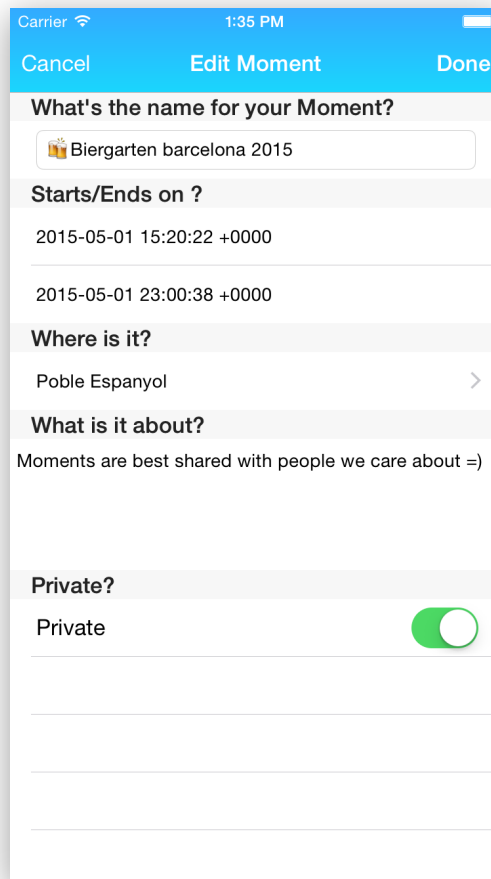 Carrier 1:35 PM
Cancel Edit Moment Done
What's the name for your Moment?
🍻Biergarten barcelona 2015
Starts/Ends on ?
2015-05-01 15:20:22 +0000
2015-05-01 23:00:38 +0000
Where is it?
Poble Espanyol
What is it about?
Moments are best shared with people we care about =)
Private?
Private